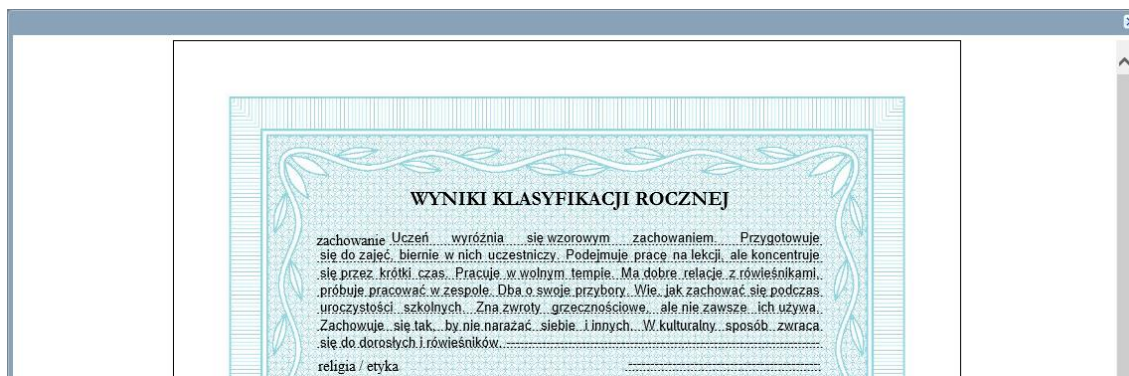 WYNIKI KLASYFIKACJI ROCZNEJ
zachowanie Uczeń wyróżnia się wzorowym zachowaniem. Przygotowuje
się do zajęć, biernie w nich uczestniczy. Podejmuje pracę na lekcji, ale koncentruje
się przez krótki czas. Pracuje w wolnym tempie. Ma dobre relacje z rówieśnikami,
próbuje pracować w zespole. Dba o swoje przybory. Wie, jak zachować się podczas
uroczystości szkolnych. Zna zwroty grzecznościowe, ale nie zawsze ich używa.
Zachowuje się tak, by nie narażać siebie i innych. W kulturalny sposób zwraca
się do dorosłych i rówieśników.
religia / etyka